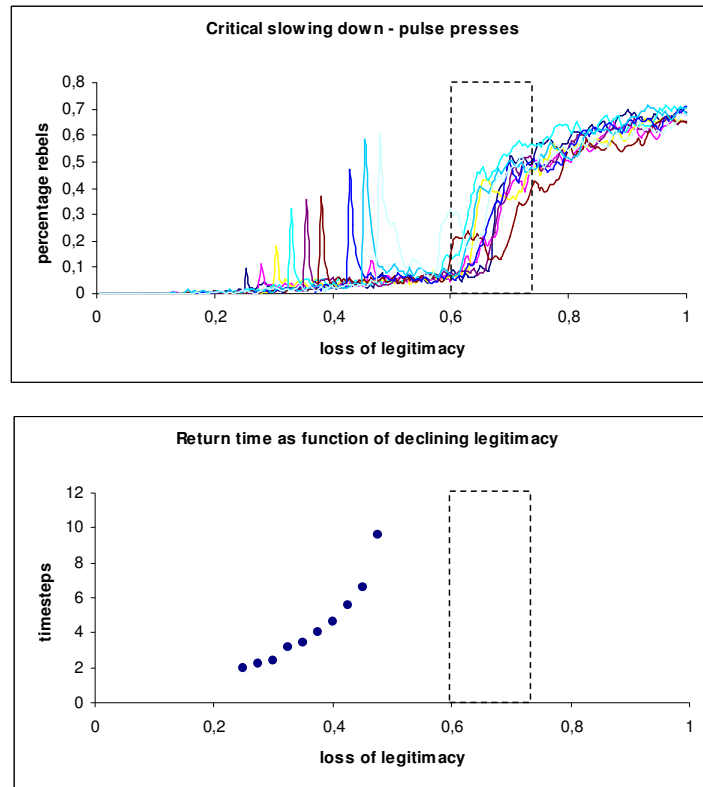 Critical slowing down - pulse presses
0,8
0,7
0,6
0,5
0,4
0,3
0,2
0,1
0
percentage rebels
0 0,2 0,4 0,6 0,8 1
loss of legitimacy
Return time as function of declining legitimacy
12
10
8
6
4
2
0
timesteps
0 0,2 0,4 0,6 0,8 1
loss of legitimacy